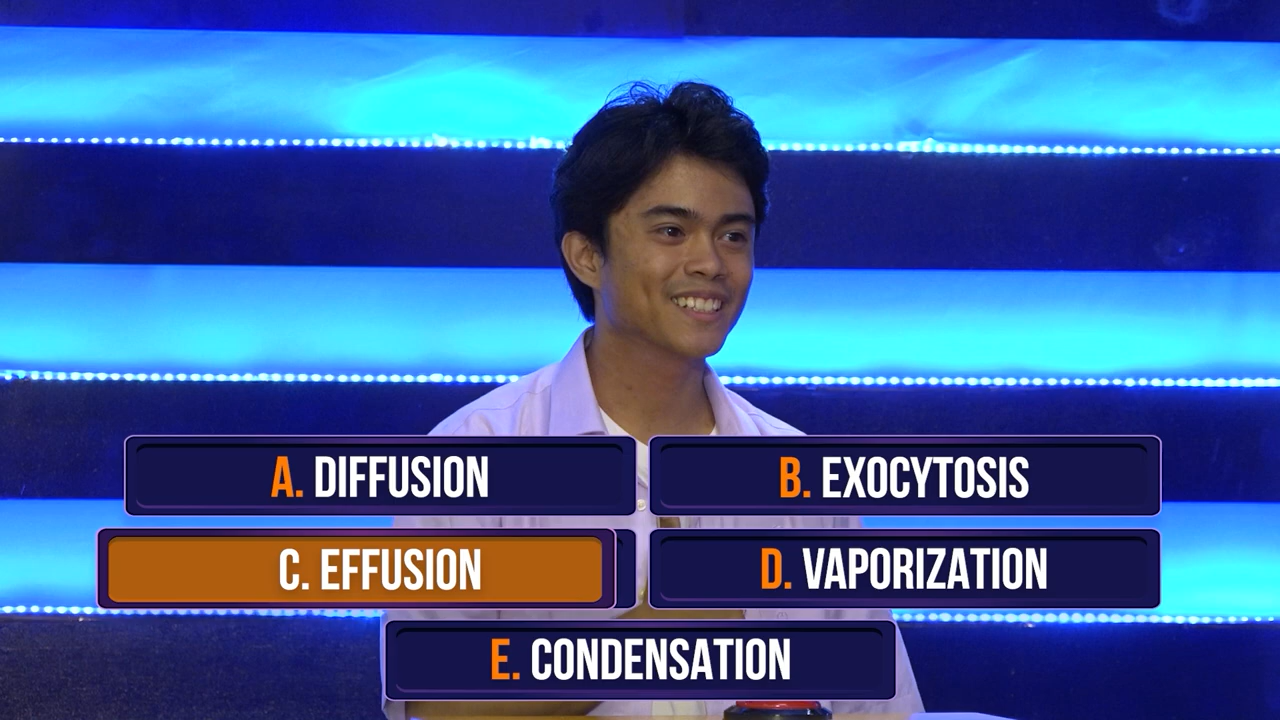 A. DIFFUSION
B. EXOCYTOSIS
C. EFFUSION
D. VAPORIZATION
E. CONDENSATION